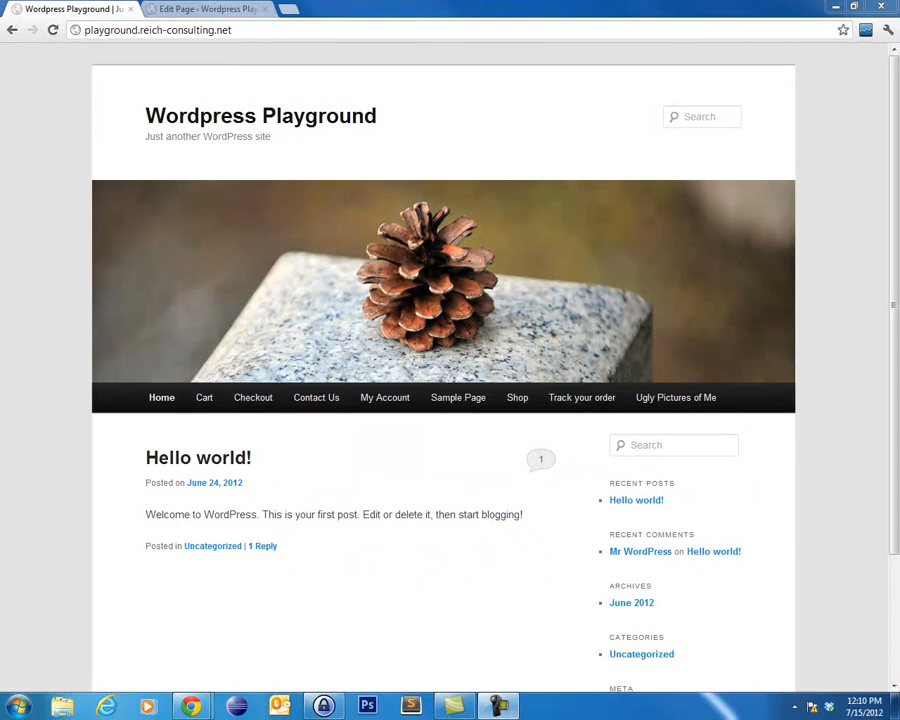 Wordpress Playground | Ju
Edit Page ‹ Wordpress Play
playground.reich-consulting.net
Wordpress Playground
Just another WordPress site
Search
Home Cart Checkout Contact Us My Account Sample Page Shop Track your order Ugly Pictures of Me
Hello world!
1
Posted on June 24, 2012
Welcome to WordPress. This is your first post. Edit or delete it, then start blogging!
Posted in Uncategorized | 1 Reply
Search
RECENT POSTS
Hello world!
RECENT COMMENTS
Mr WordPress on Hello world!
ARCHIVES
June 2012
CATEGORIES
Uncategorized
META
Ps
S
12:10 PM
7/15/2012